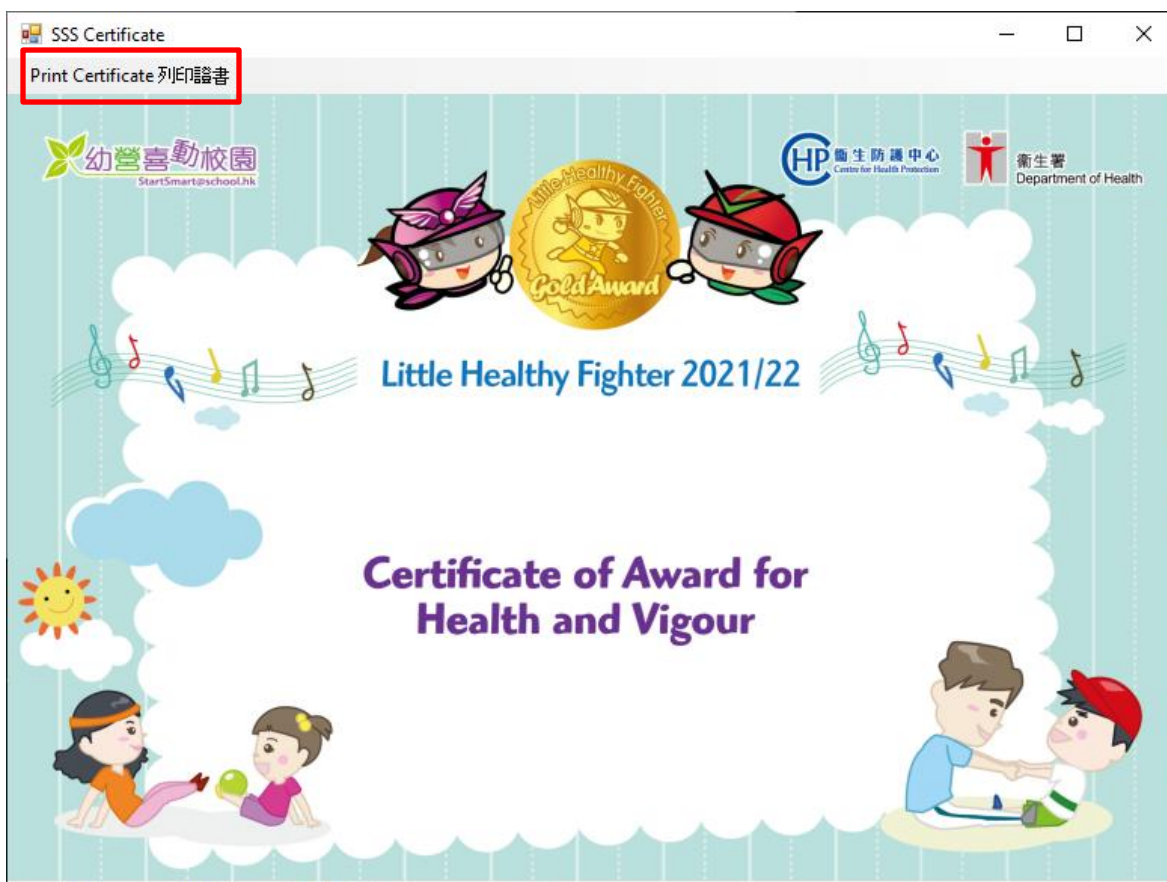 SSS Certificate
Print Certificate 列印證書
幼營喜動校園
StartSmart@school.hk
Little Healthy Fighter
Gold Award
CHP 衞生防護中心
Centre for Health Protection
衞生署
Department of Health
Little Healthy Fighter 2021/22
Certificate of Award for
Health and Vigour